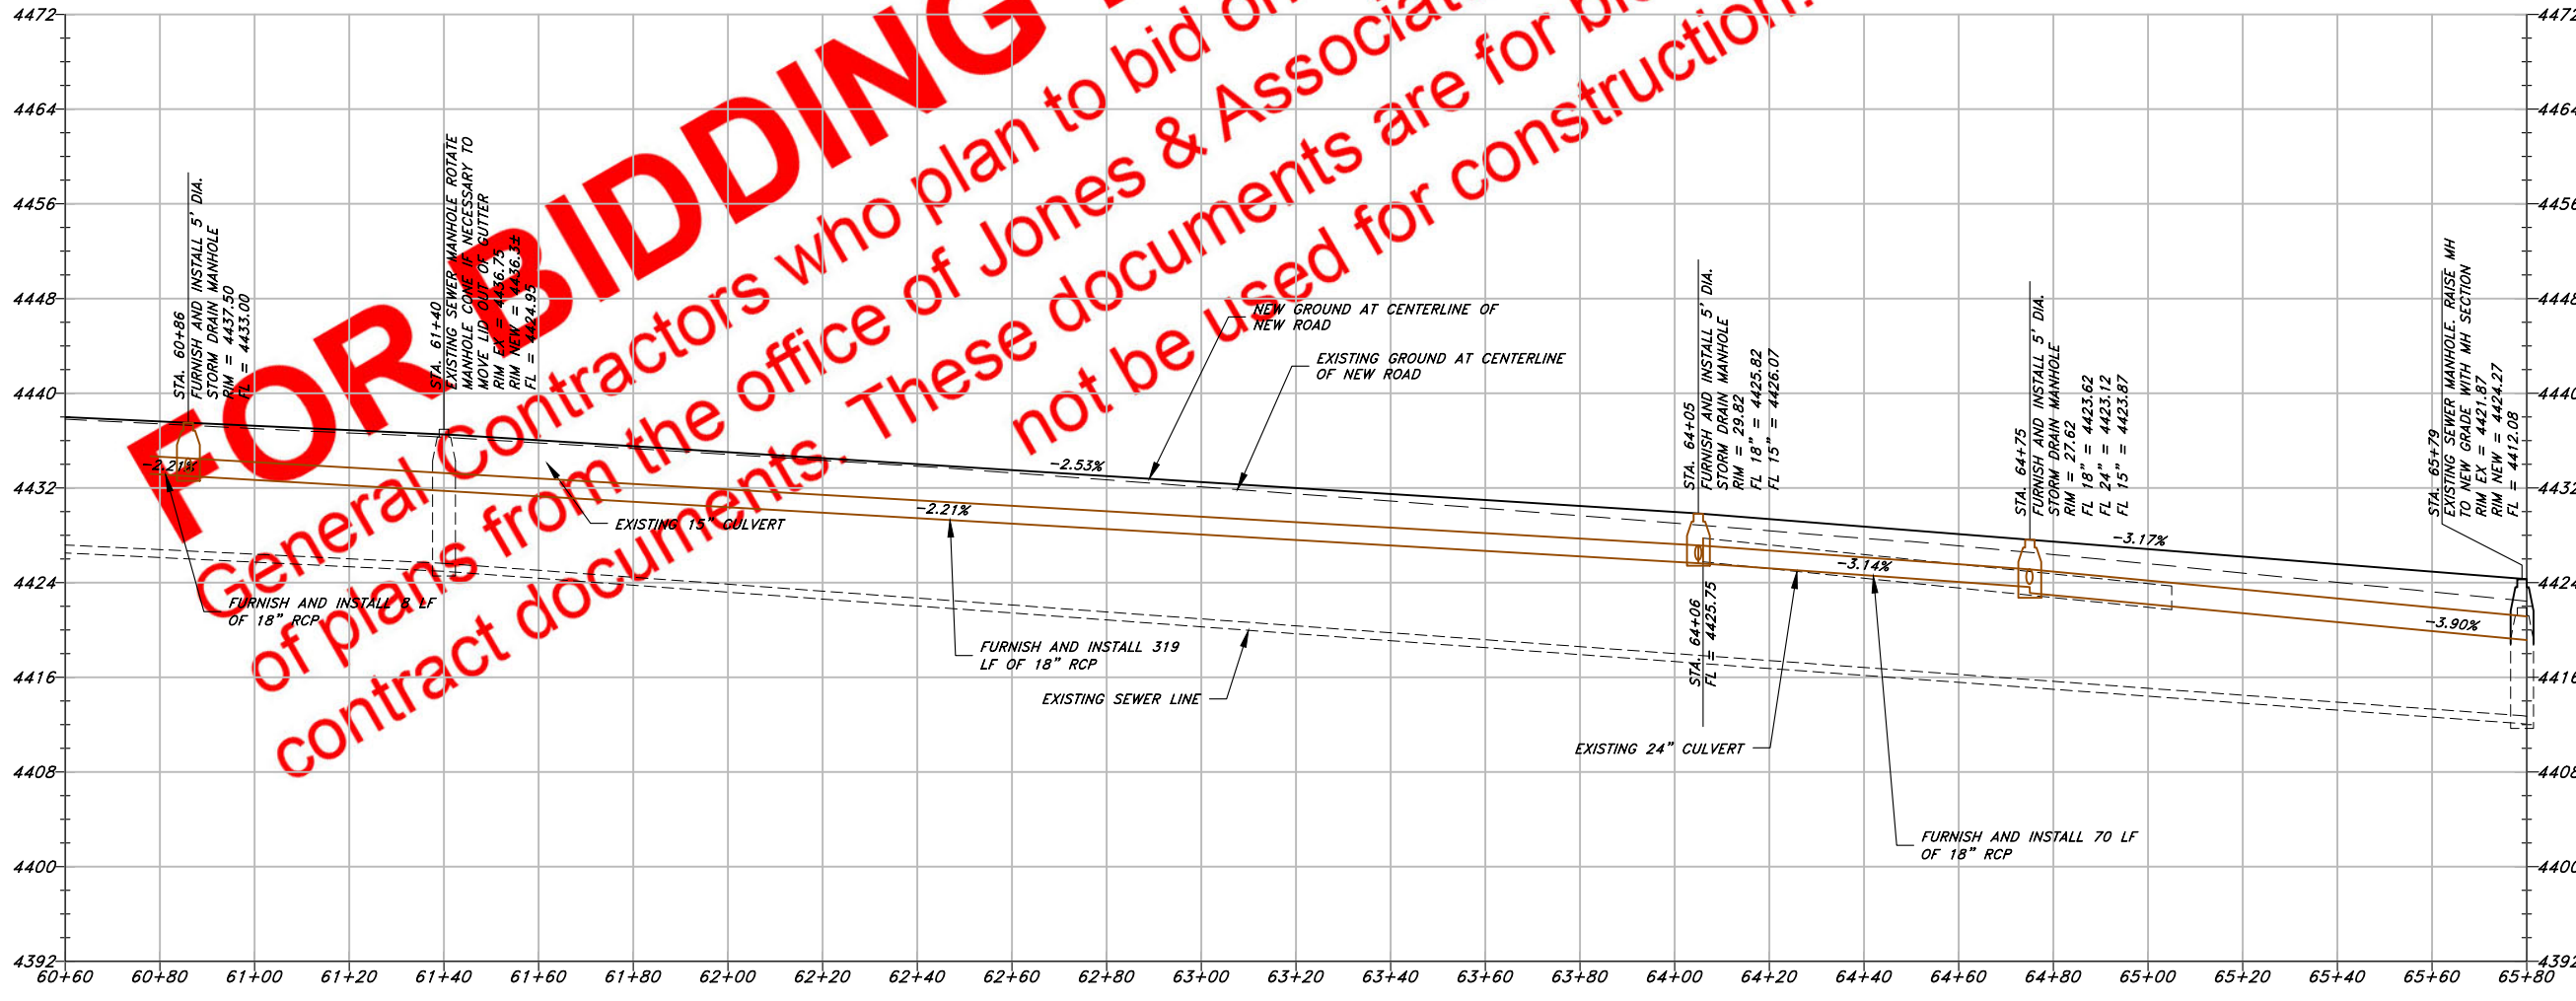 4472
4464
4456
4448
4440
4432
4424
4416
4408
4400
4392
4472
4464
4456
4448
4440
4432
4424
4416
4408
4400
4392
60+60 60+80 61+00 61+20 61+40 61+60 61+80 62+00 62+20 62+40 62+60 62+80 63+00 63+20 63+40 63+60 63+80 64+00 64+20 64+40 64+60 64+80 65+00 65+20 65+40 65+60 65+80
FOR BIDDING
General Contractors who plan to bid on
of plans from the office of Jones & Associat
contract documents. These documents are for
not be used for construction.
STA. 60+86
FURNISH AND INSTALL 5' DIA.
STORM DRAIN MANHOLE
RIM = 4437.50
FL = 4433.00
STA. 61+40
EXISTING SEWER MANHOLE ROTATE
MANHOLE CONE IF NECESSARY TO
MOVE LID OUT OF GUTTER
RIM EX = 4436.75
RIM NEW = 4436.3±
FL = 4424.95
NEW GROUND AT CENTERLINE OF
NEW ROAD
EXISTING GROUND AT CENTERLINE
OF NEW ROAD
STA. 64+05
FURNISH AND INSTALL 5' DIA.
STORM DRAIN MANHOLE
RIM = 29.82
FL 18" = 4425.82
FL 15" = 4426.07
STA. 64+75
FURNISH AND INSTALL 5' DIA.
STORM DRAIN MANHOLE
RIM = 27.62
FL 18" = 4423.62
FL 24" = 4423.12
FL 15" = 4423.87
STA. 65+79
EXISTING SEWER MANHOLE. RAISE MH
TO NEW GRADE WITH MH SECTION
RIM EX = 4421.87
RIM NEW = 4424.27
FL = 4412.08
-2.21%
-2.53%
-2.21%
-3.14%
-3.17%
-3.90%
EXISTING 15" CULVERT
FURNISH AND INSTALL 8 LF
OF 18" RCP
FURNISH AND INSTALL 319
LF OF 18" RCP
EXISTING SEWER LINE
STA. 64+06
FL = 4425.75
EXISTING 24" CULVERT
FURNISH AND INSTALL 70 LF
OF 18" RCP